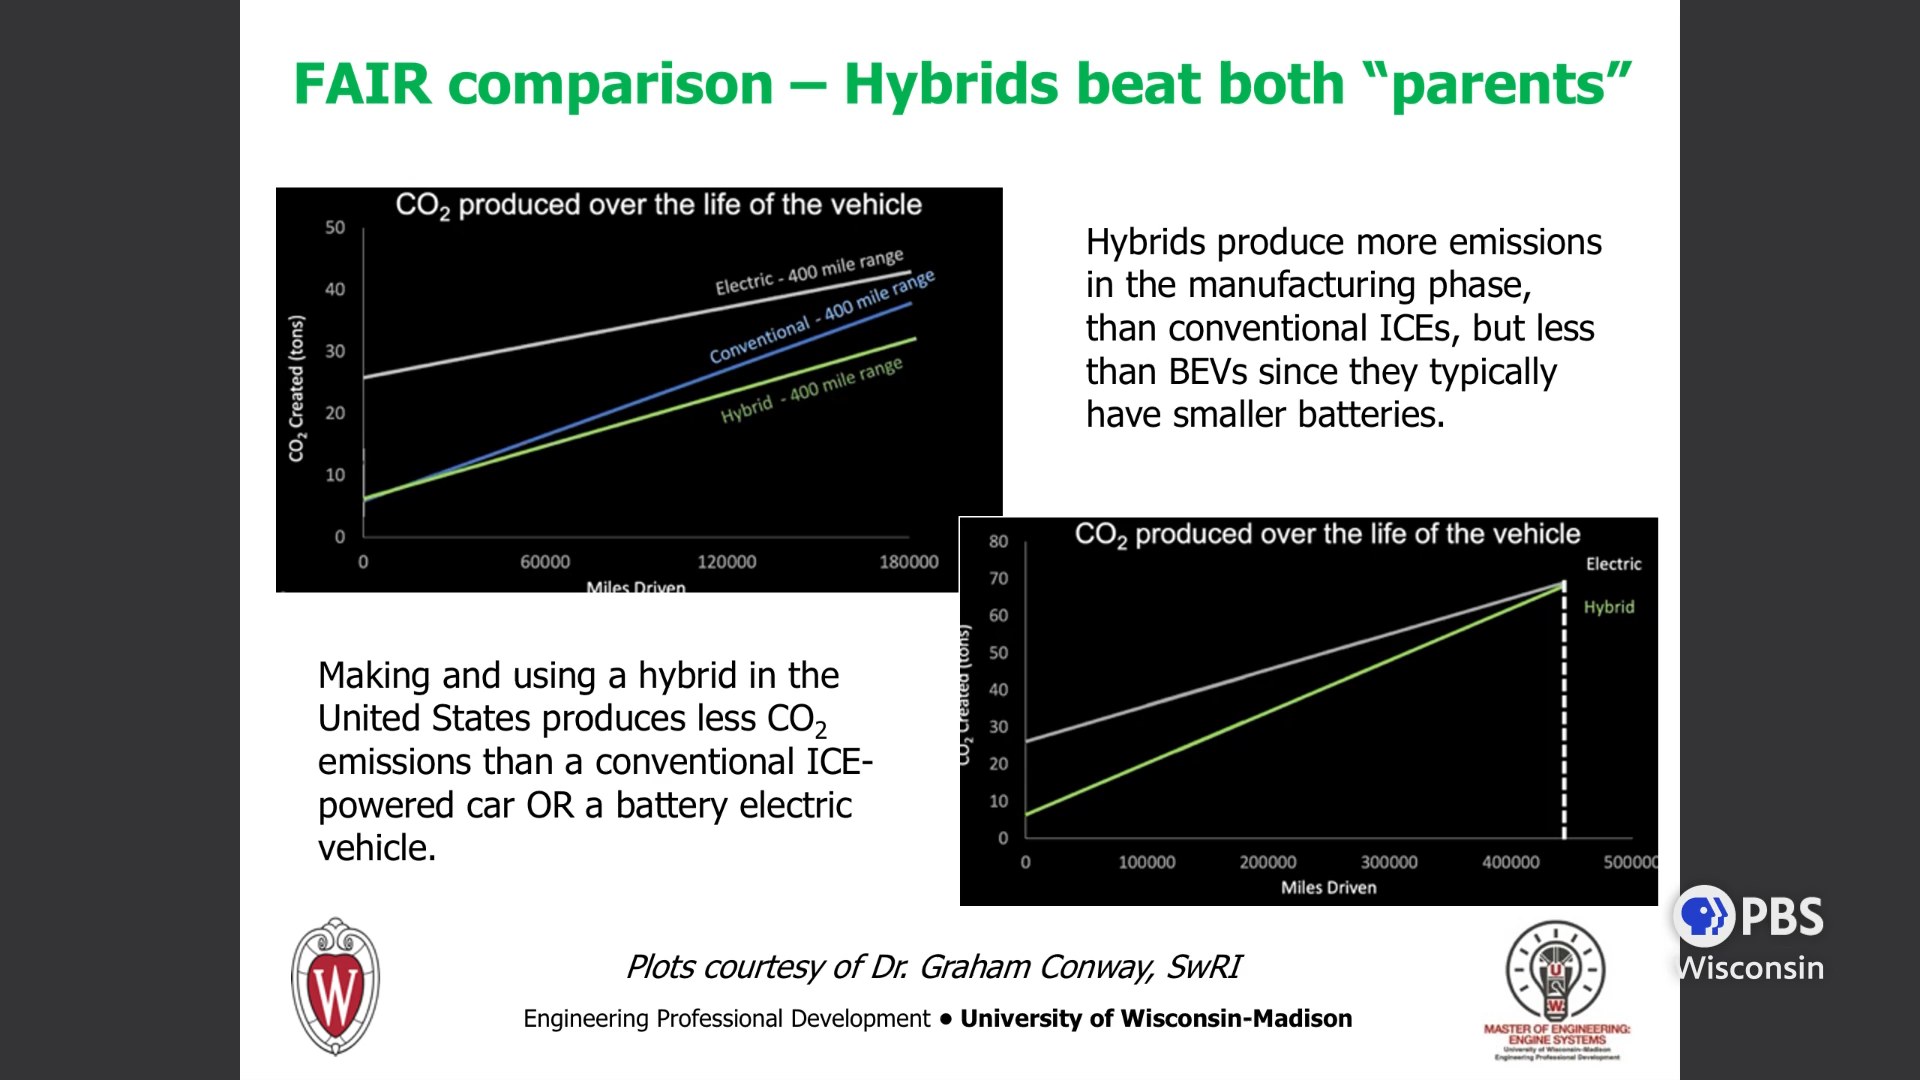 FAIR comparison – Hybrids beat both “parents”
CO₂ produced over the life of the vehicle
50
40
30
20
10
0
CO₂ Created (tons)
Electric - 400 mile range
Conventional - 400 mile range
Hybrid - 400 mile range
0 60000 120000 180000
Miles Driven
Hybrids produce more emissions
in the manufacturing phase,
than conventional ICEs, but less
than BEVs since they typically
have smaller batteries.
Making and using a hybrid in the
United States produces less CO₂
emissions than a conventional ICE-
powered car OR a battery electric
vehicle.
CO₂ produced over the life of the vehicle
80
70
60
50
40
30
20
10
0
CO₂ Created (tons)
Electric
Hybrid
0 100000 200000 300000 400000 500000
Miles Driven
PBS
Wisconsin
W
Plots courtesy of Dr. Graham Conway, SwRI
Engineering Professional Development ● University of Wisconsin-Madison
U
W
MASTER OF ENGINEERING:
ENGINE SYSTEMS
University of Wisconsin-Madison
Engineering Professional Development